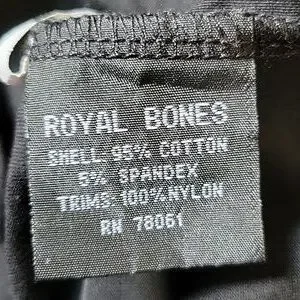 ROYAL BONES
SHELL: 95% COTTON
5% SPANDEX
TRIMS: 100% NYLON
RN 78061